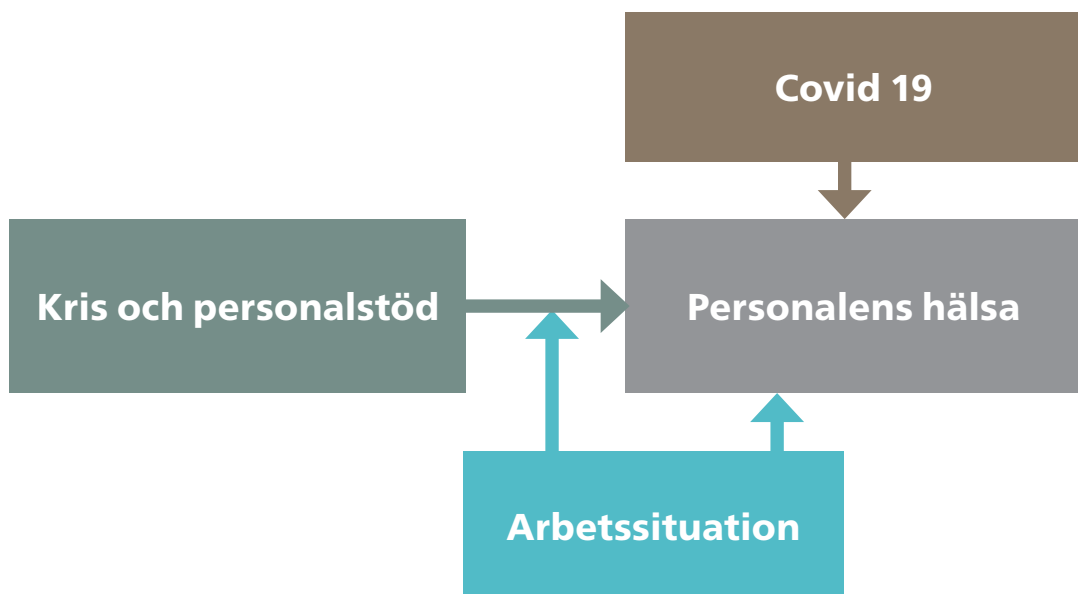 Covid 19
Kris och personalstöd
Personalens hälsa
Arbetssituation